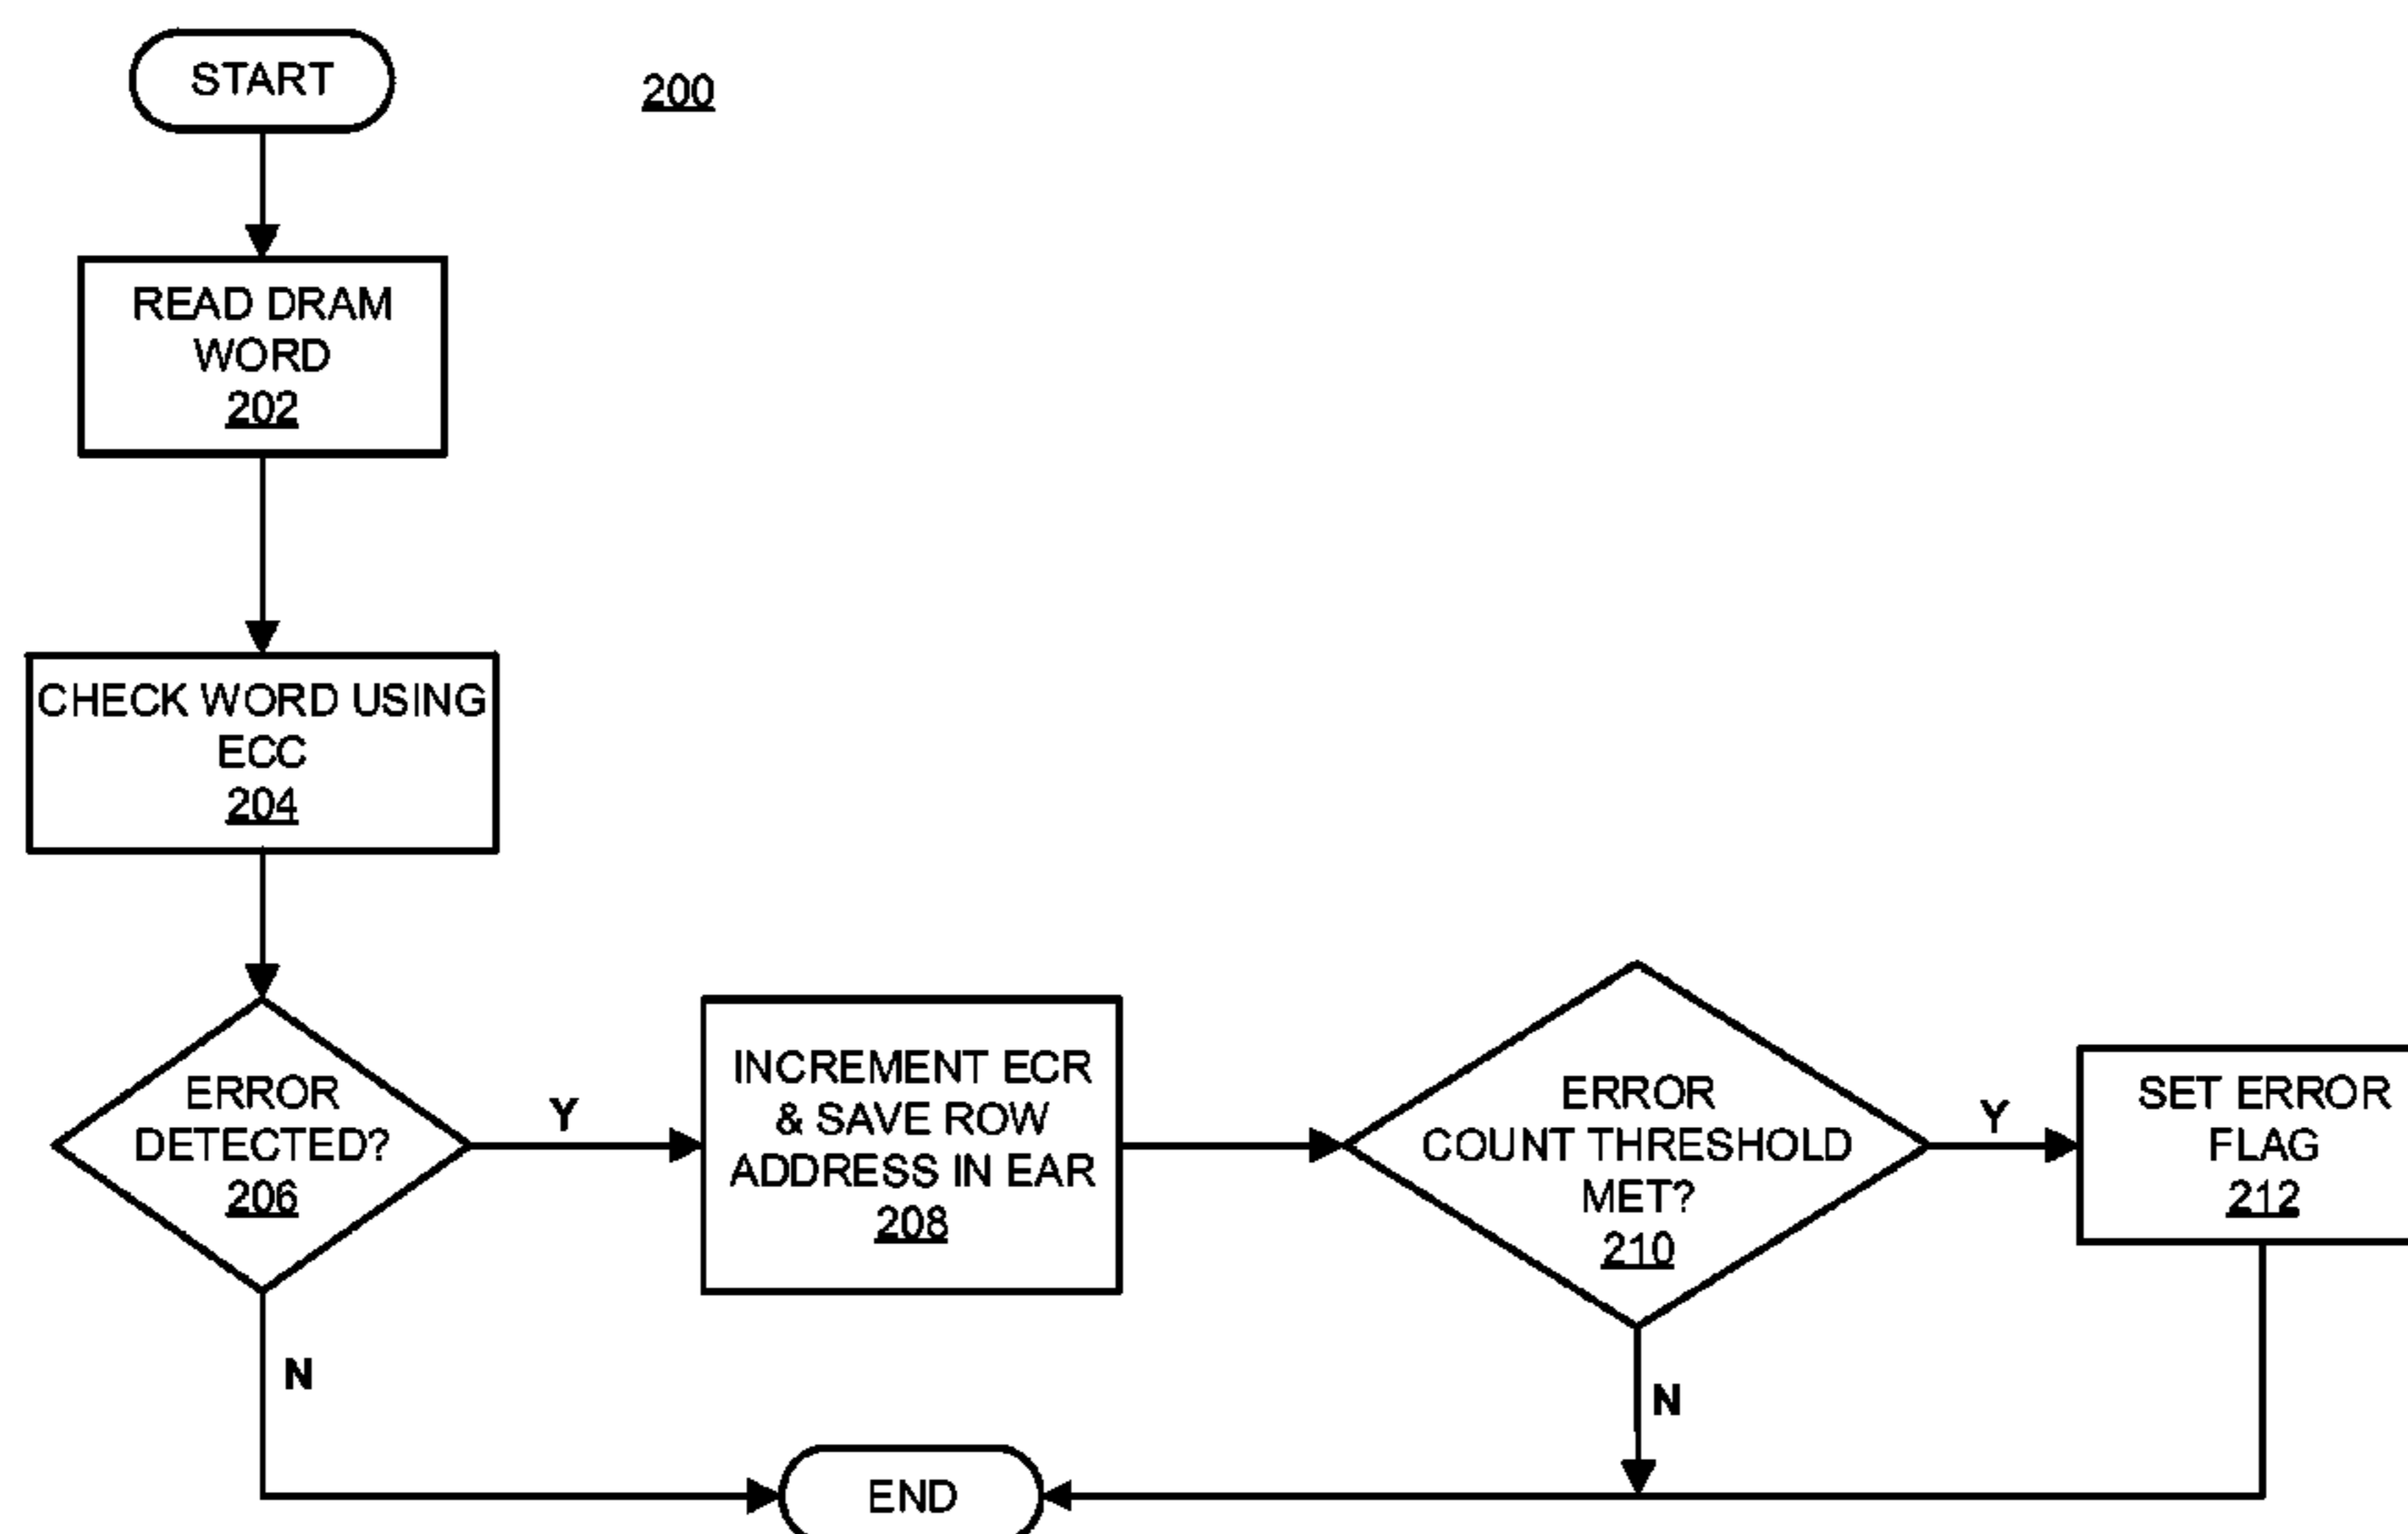 START
200
READ DRAM
WORD
202
CHECK WORD USING
ECC
204
ERROR
DETECTED?
206
Y
N
INCREMENT ECR
& SAVE ROW
ADDRESS IN EAR
208
ERROR
COUNT THRESHOLD
MET?
210
Y
N
SET ERROR
FLAG
212
END